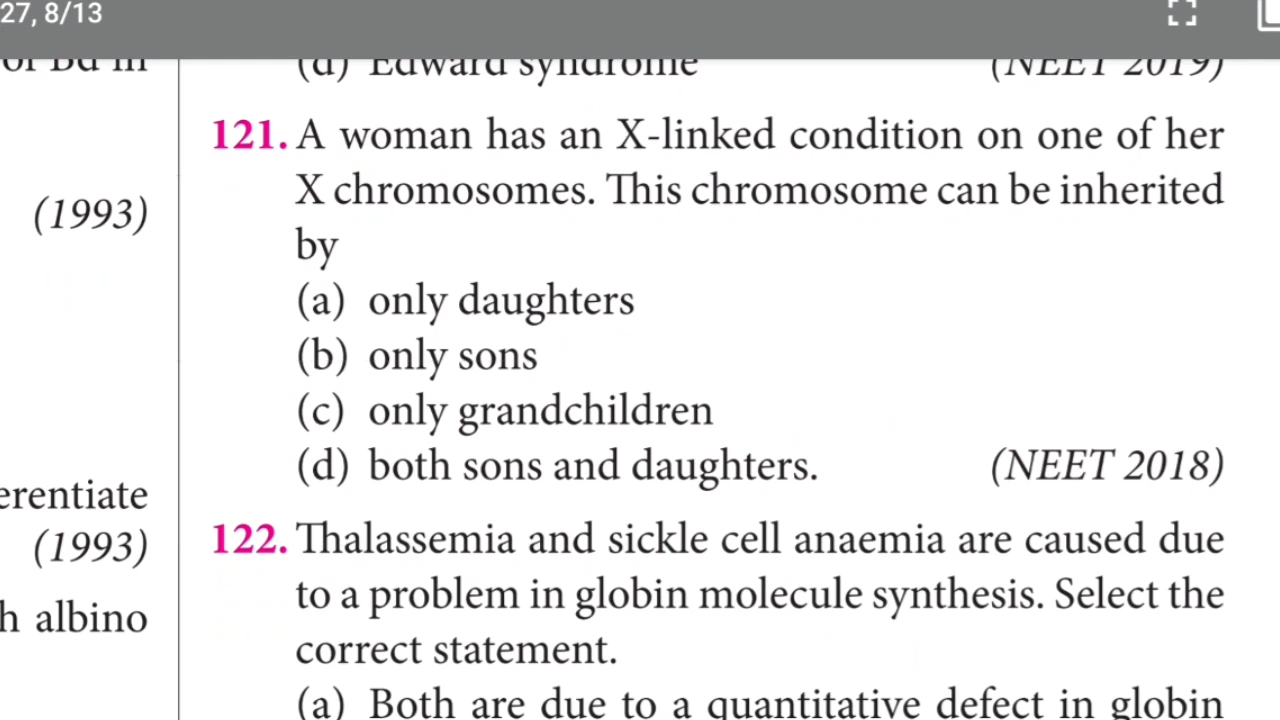 27, 8/13
of Bd in
(1993)
erentiate
(1993)
h albino
(d) Edward syndrome (NEET 2019)
121. A woman has an X-linked condition on one of her
X chromosomes. This chromosome can be inherited
by
(a) only daughters
(b) only sons
(c) only grandchildren
(d) both sons and daughters. (NEET 2018)
122. Thalassemia and sickle cell anaemia are caused due
to a problem in globin molecule synthesis. Select the
correct statement.
(a) Both are due to a quantitative defect in globin